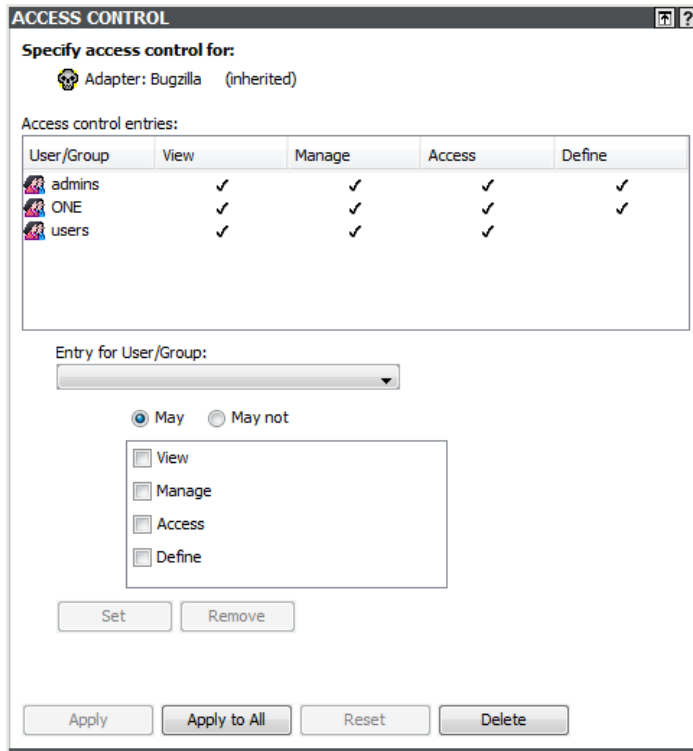 ACCESS CONTROL ?
Specify access control for:
Adapter: Bugzilla (inherited)
Access control entries:
User/Group View Manage Access Define
admins ✓ ✓ ✓ ✓
ONE ✓ ✓ ✓ ✓
users ✓ ✓ ✓
Entry for User/Group:
May May not
View
Manage
Access
Define
Set Remove
Apply Apply to All Reset Delete